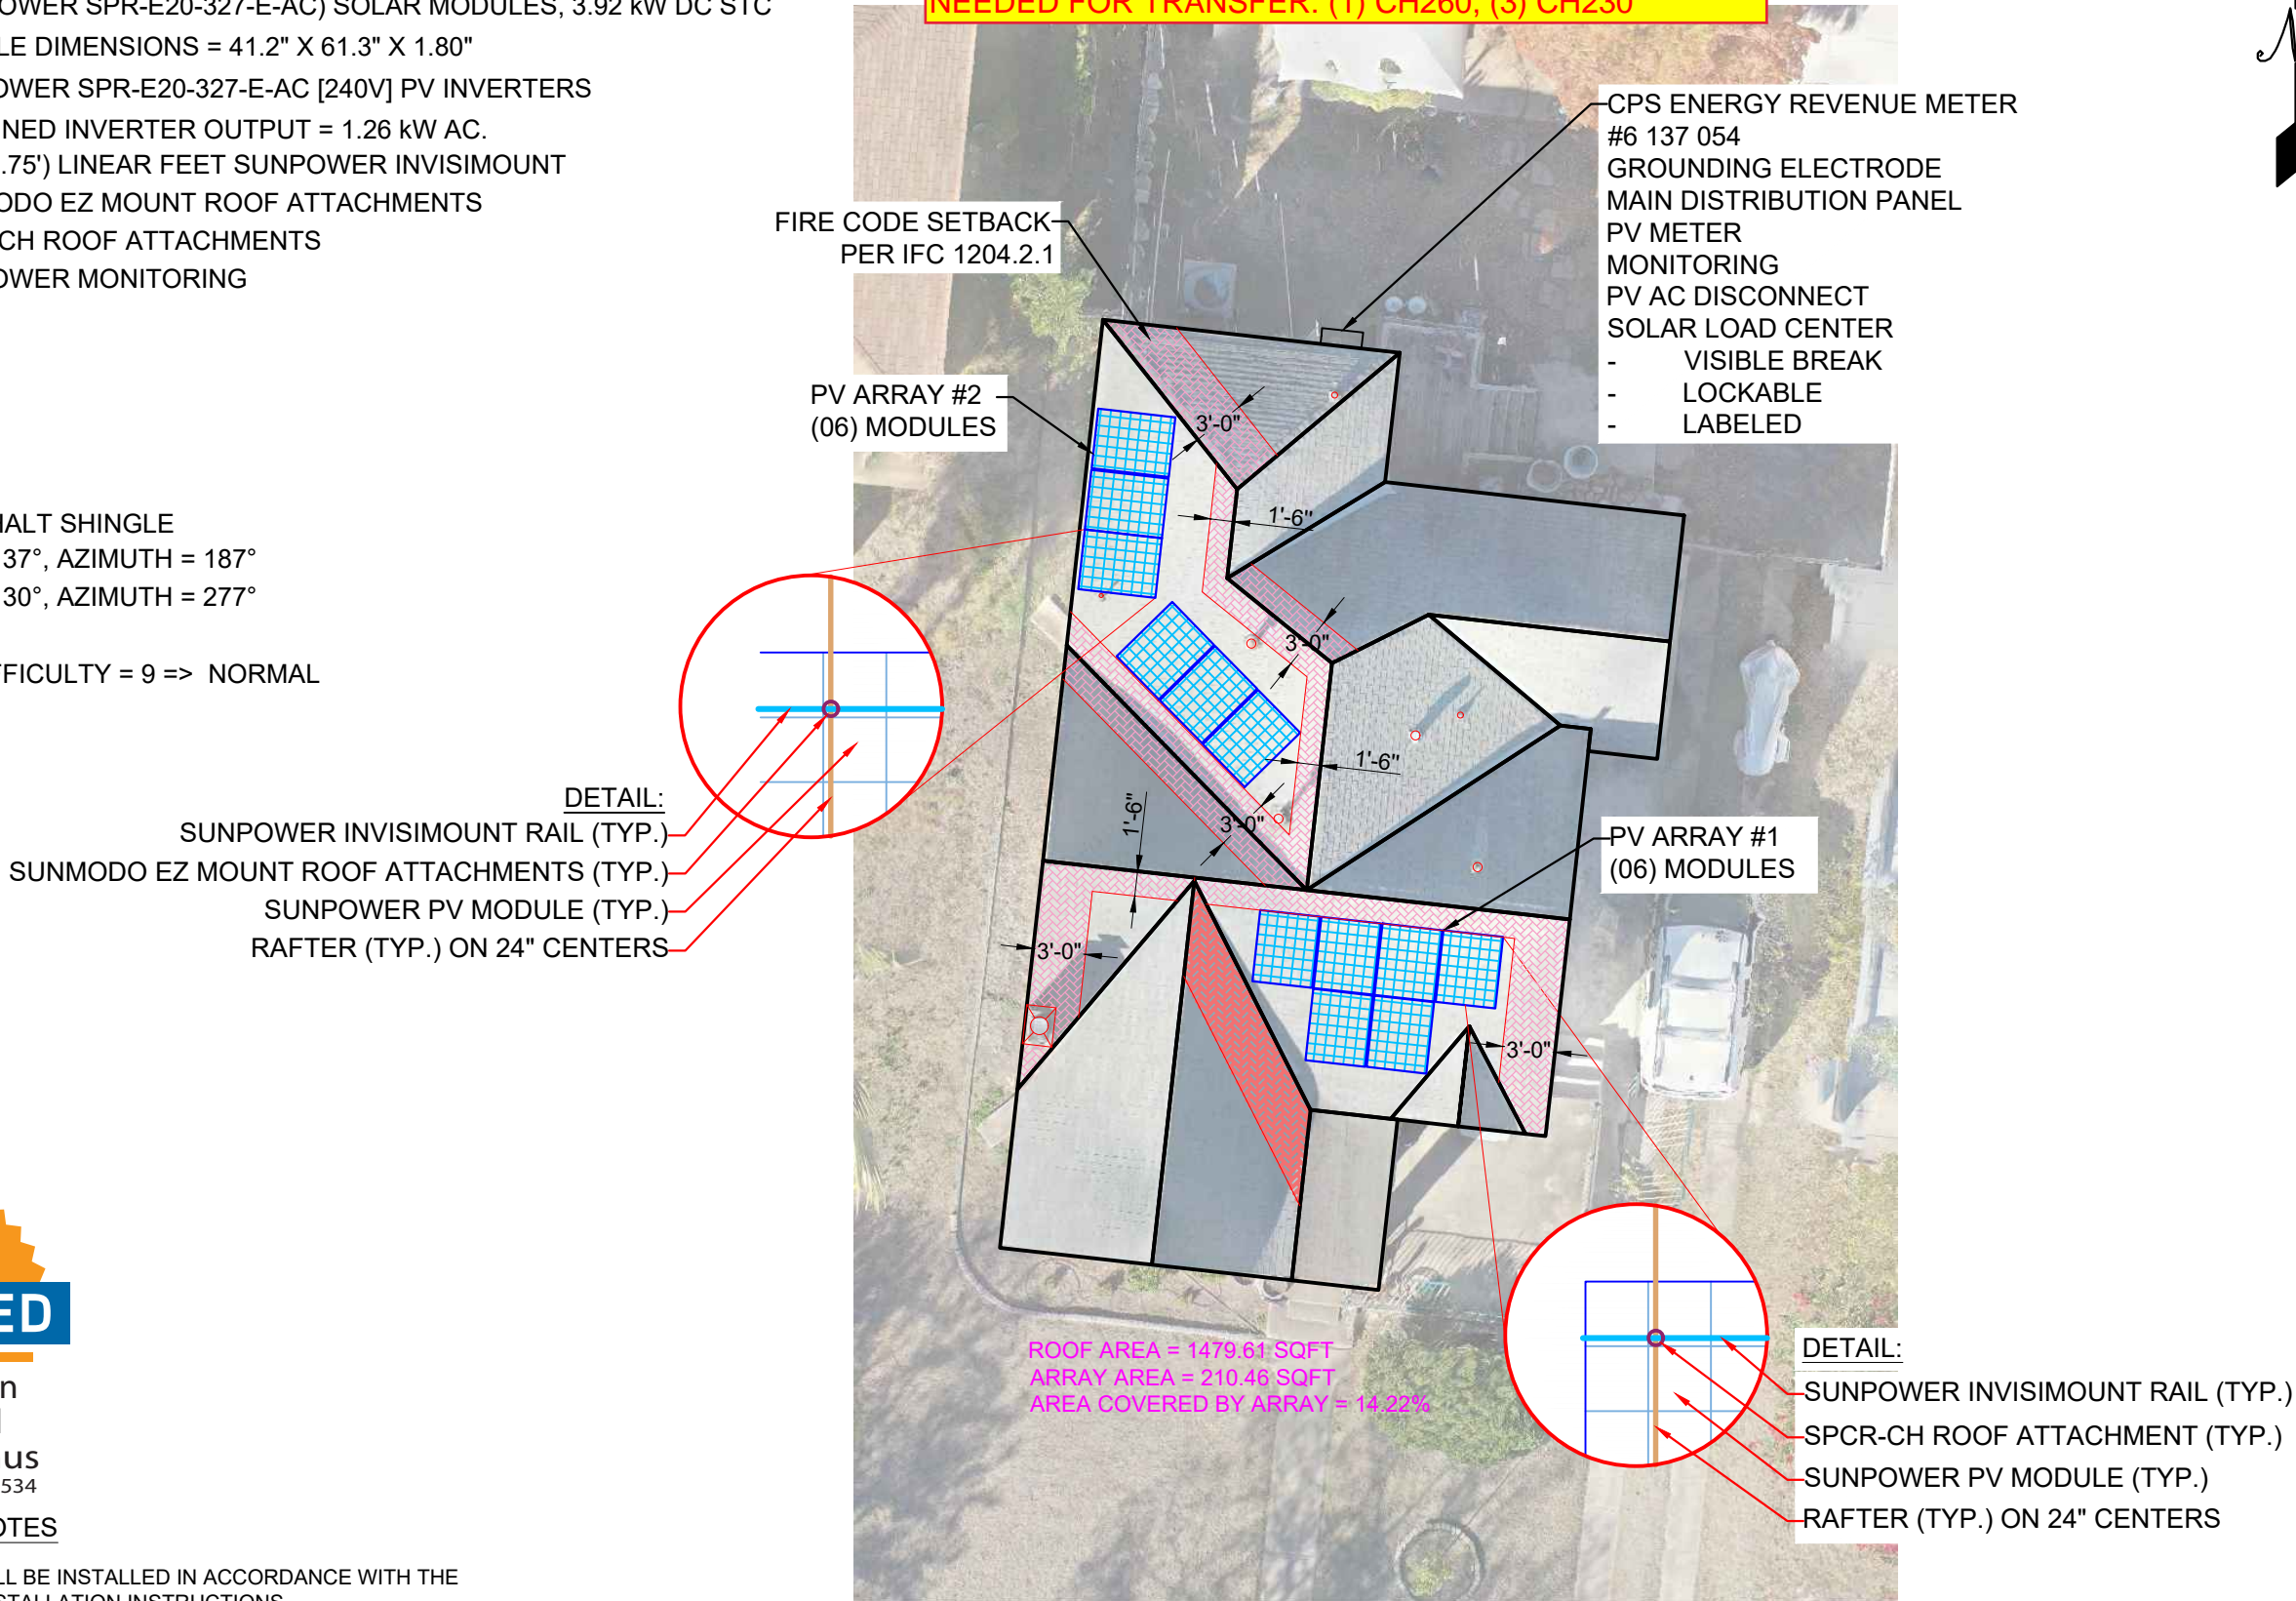 OWER SPR-E20-327-E-AC) SOLAR MODULES, 3.92 kW DC STC
LE DIMENSIONS = 41.2" X 61.3" X 1.80"
OWER SPR-E20-327-E-AC [240V] PV INVERTERS
NED INVERTER OUTPUT = 1.26 kW AC.
.75') LINEAR FEET SUNPOWER INVISIMOUNT
ODO EZ MOUNT ROOF ATTACHMENTS
CH ROOF ATTACHMENTS
OWER MONITORING
HALT SHINGLE
37°, AZIMUTH = 187°
30°, AZIMUTH = 277°
FICULTY = 9 => NORMAL
NEEDED FOR TRANSFER: (1) CH260, (3) CH230
N
CPS ENERGY REVENUE METER
#6 137 054
GROUNDING ELECTRODE
MAIN DISTRIBUTION PANEL
PV METER
MONITORING
PV AC DISCONNECT
SOLAR LOAD CENTER
- VISIBLE BREAK
- LOCKABLE
- LABELED
FIRE CODE SETBACK
PER IFC 1204.2.1
PV ARRAY #2
(06) MODULES
3'-0"
1'-6"
3'-0"
1'-6"
3'-0"
1'-6"
3'-0"
3'-0"
PV ARRAY #1
(06) MODULES
DETAIL:
SUNPOWER INVISIMOUNT RAIL (TYP.)
SUNMODO EZ MOUNT ROOF ATTACHMENTS (TYP.)
SUNPOWER PV MODULE (TYP.)
RAFTER (TYP.) ON 24" CENTERS
ROOF AREA = 1479.61 SQFT
ARRAY AREA = 210.46 SQFT
AREA COVERED BY ARRAY = 14.22%
DETAIL:
SUNPOWER INVISIMOUNT RAIL (TYP.)
SPCR-CH ROOF ATTACHMENT (TYP.)
SUNPOWER PV MODULE (TYP.)
RAFTER (TYP.) ON 24" CENTERS
ED
n
us
534
OTES
LL BE INSTALLED IN ACCORDANCE WITH THE
STALLATION INSTRUCTIONS